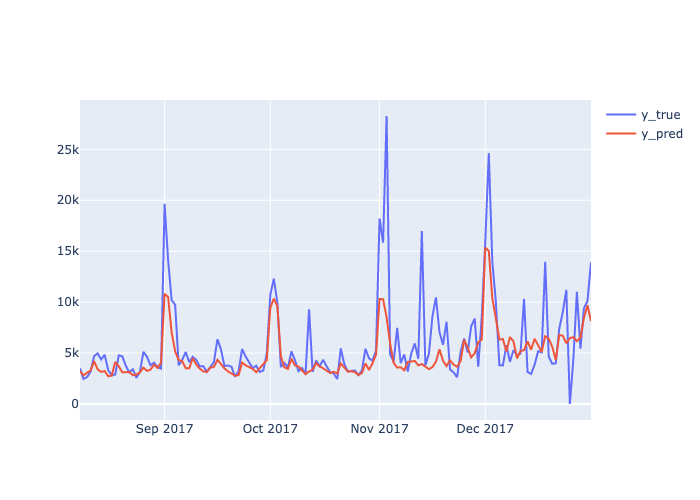 y_true
y_pred
25k
20k
15k
10k
5k
0
Sep 2017
Oct 2017
Nov 2017
Dec 2017